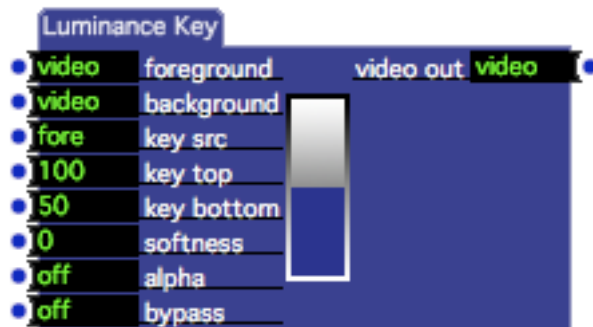 Luminance Key
video foreground video out video
video background
fore key src
100 key top
50 key bottom
0 softness
off alpha
off bypass